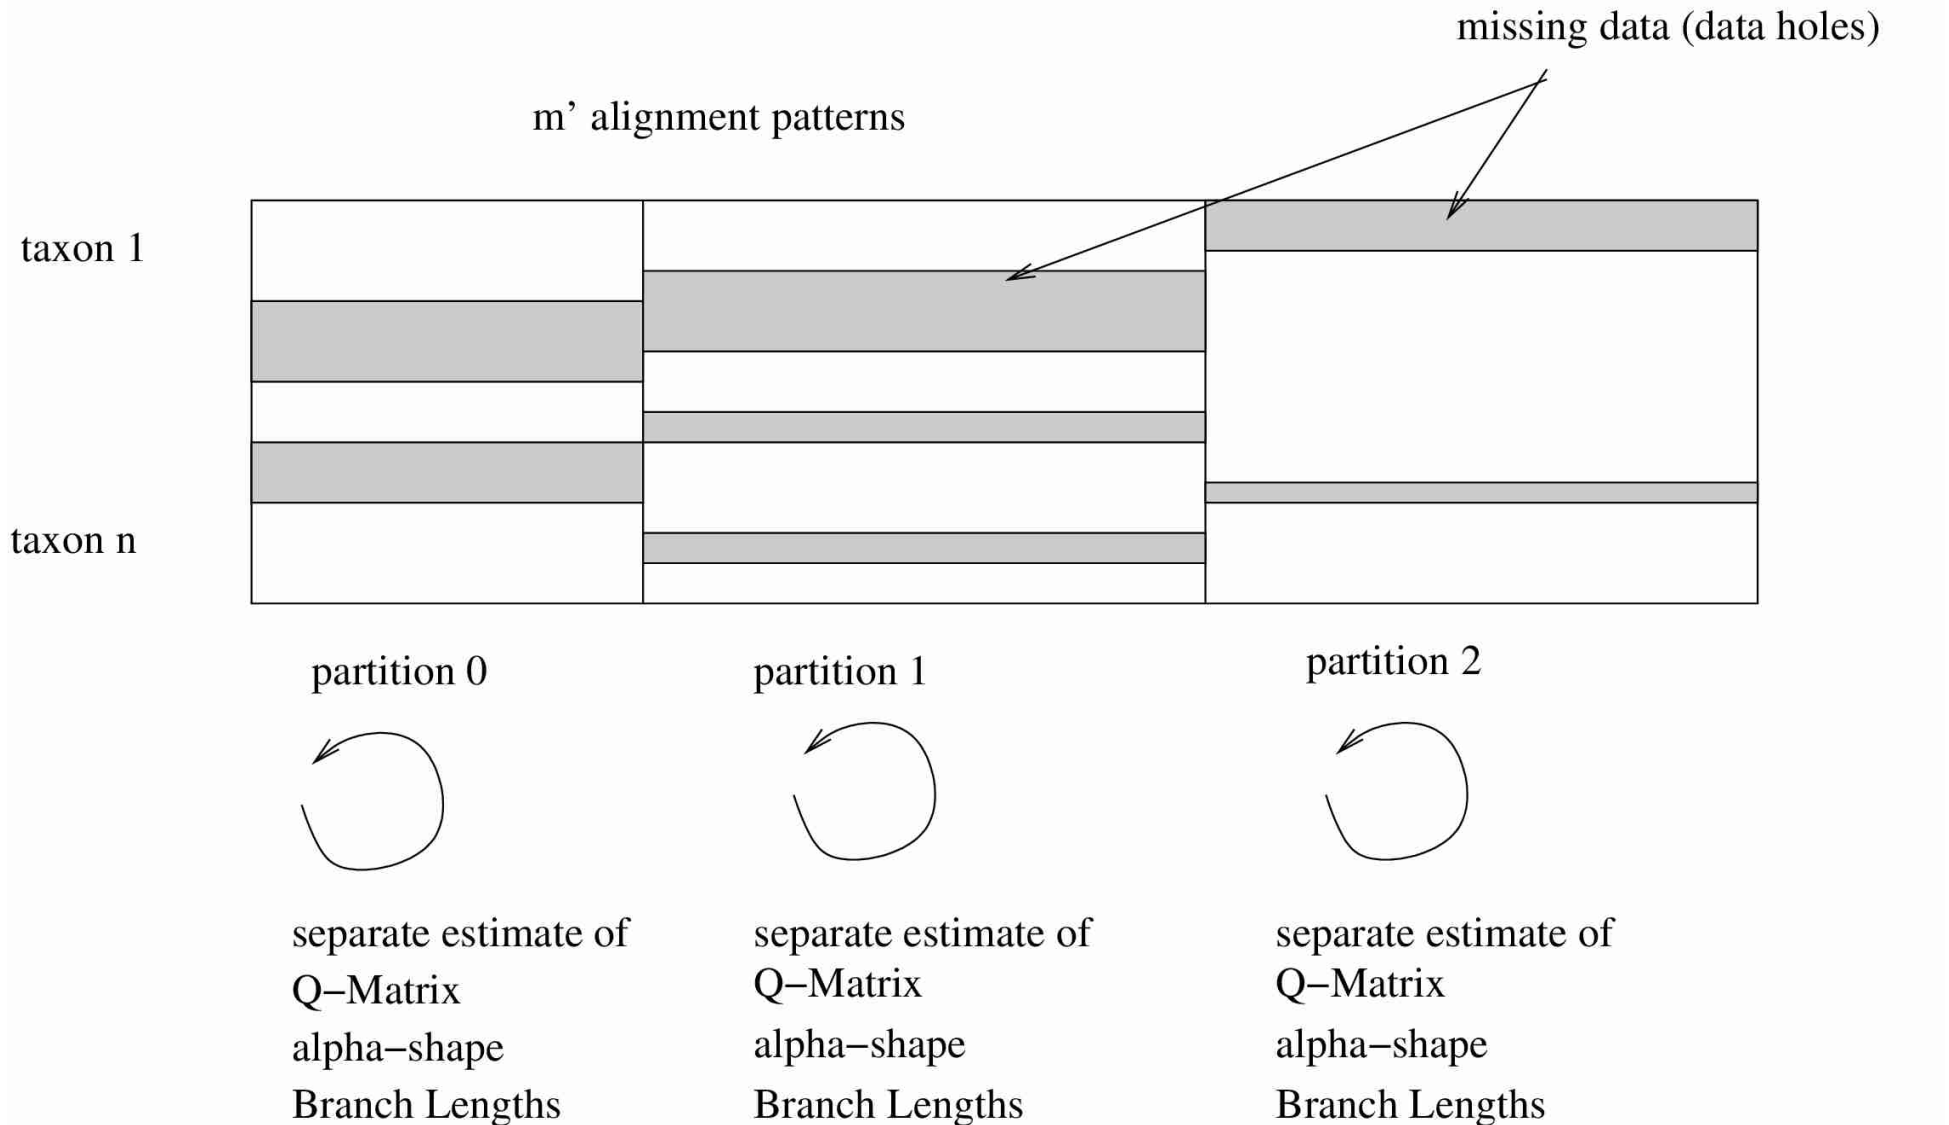 missing data (data holes)
m’ alignment patterns
taxon 1
taxon n
partition 0
partition 1
partition 2
separate estimate of
Q−Matrix
alpha−shape
Branch Lengths
separate estimate of
Q−Matrix
alpha−shape
Branch Lengths
separate estimate of
Q−Matrix
alpha−shape
Branch Lengths